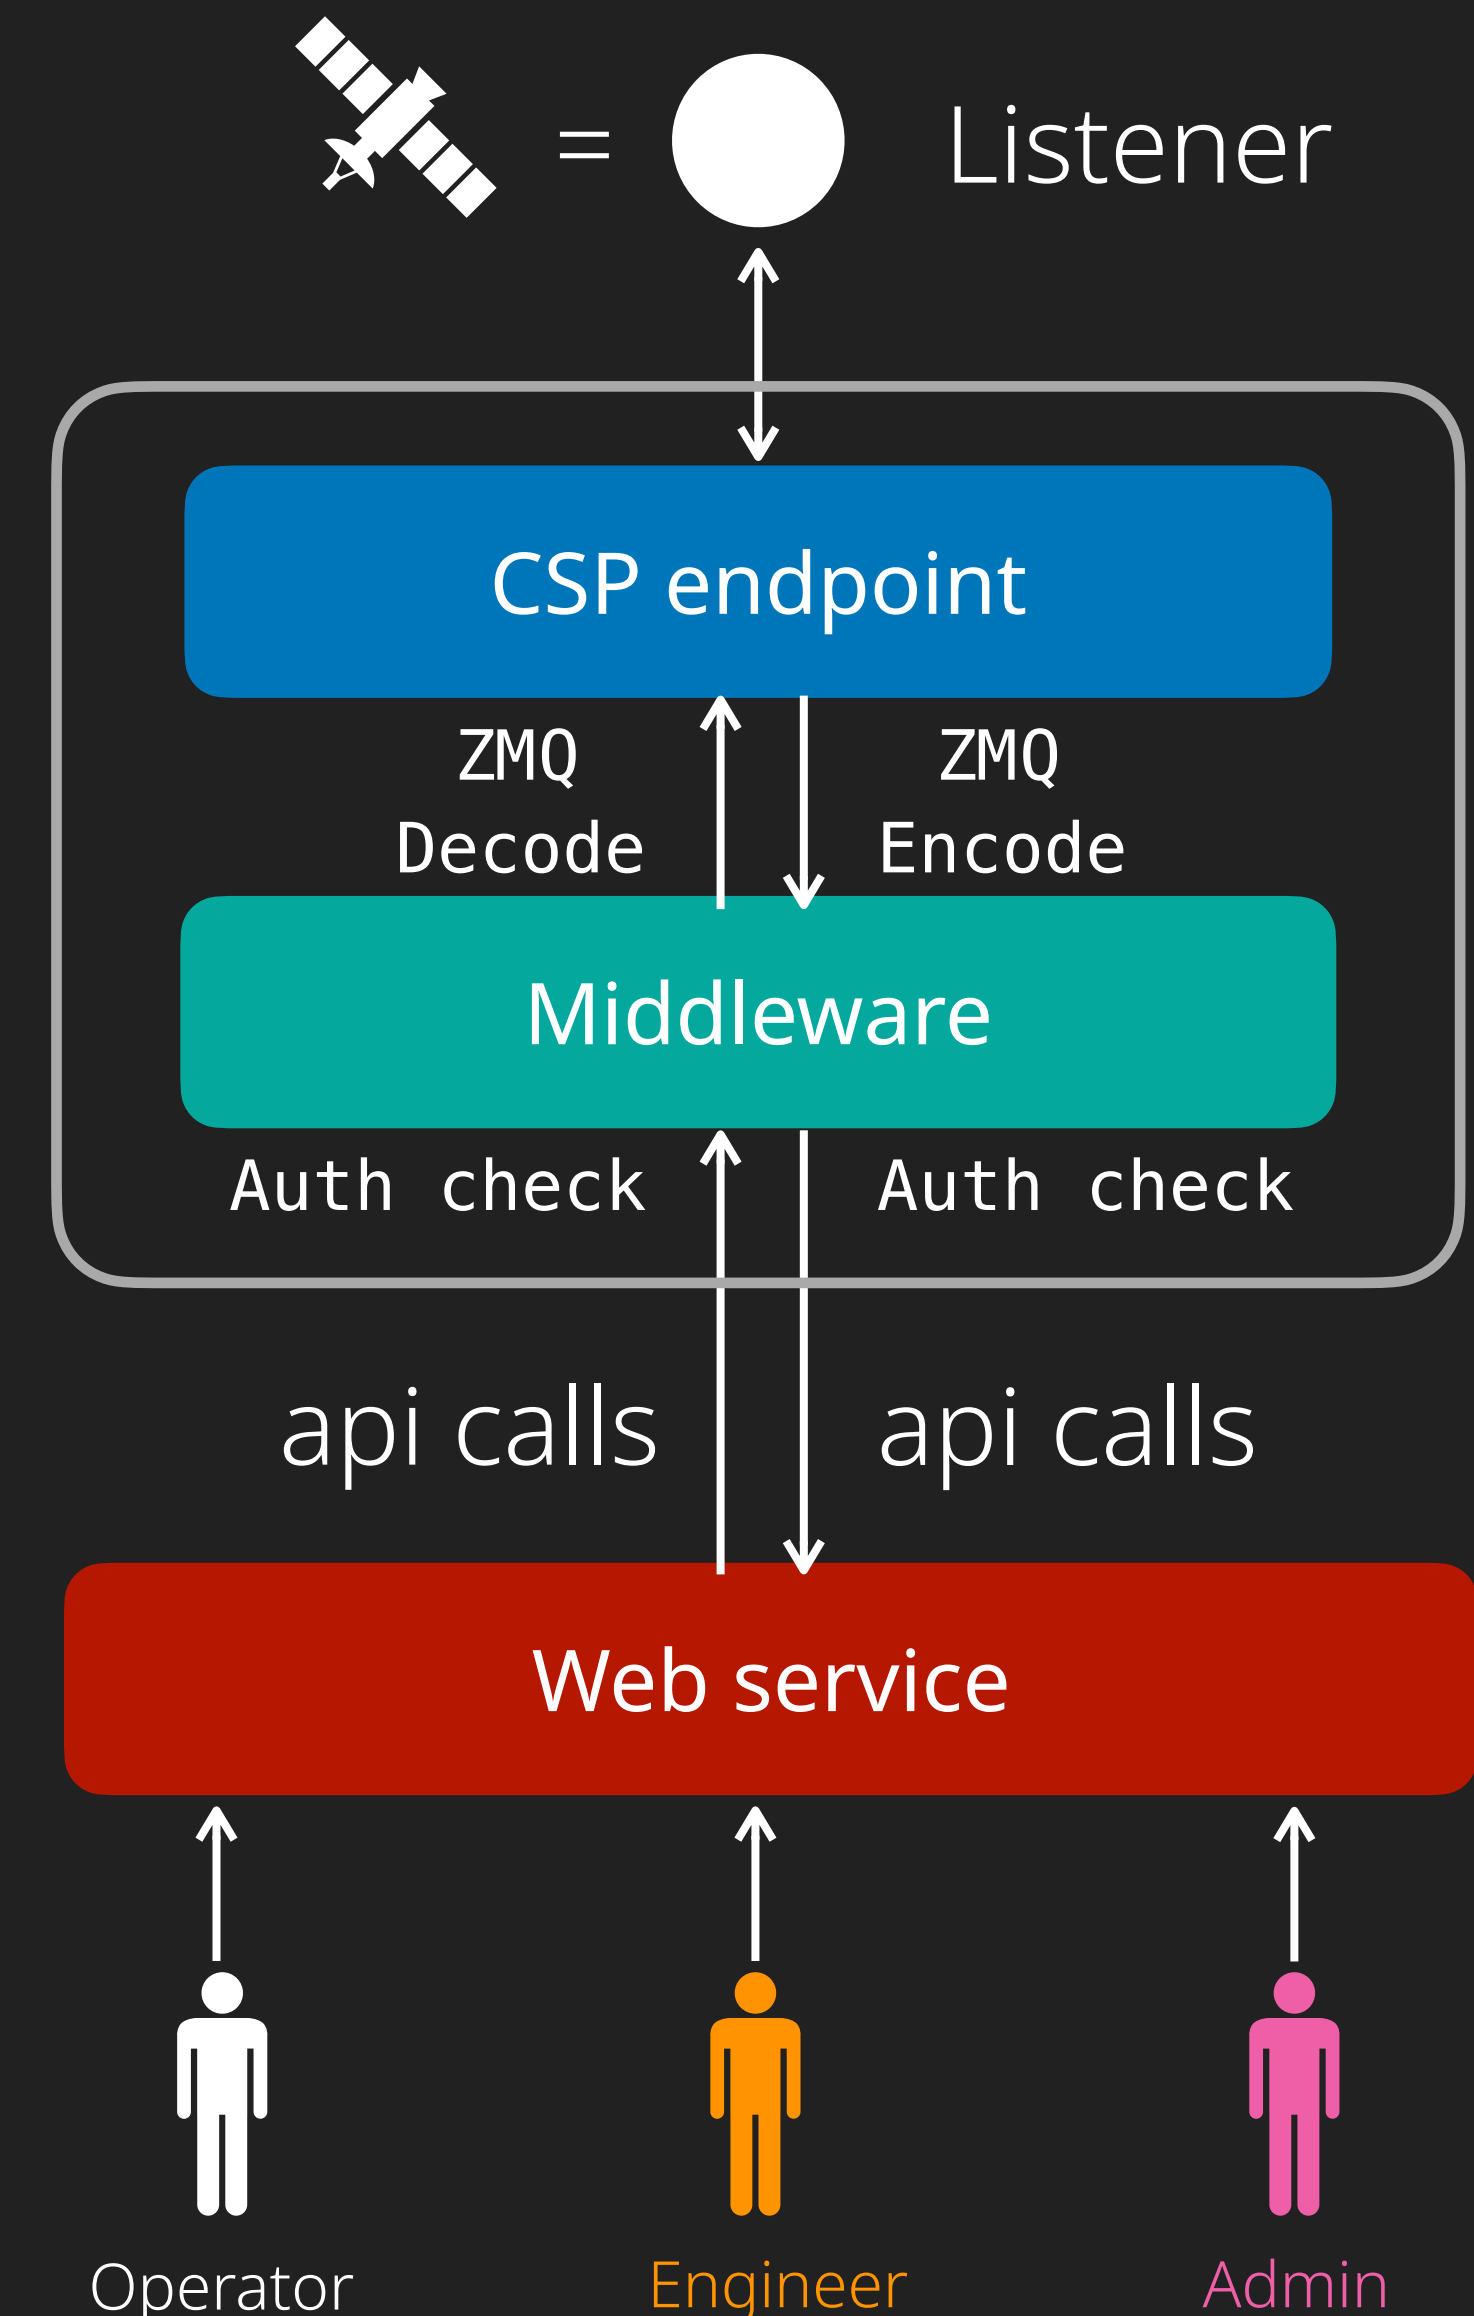 = Listener
CSP endpoint
ZMQ ZMQ
Decode Encode
Middleware
Auth check Auth check
api calls api calls
Web service
Operator Engineer Admin